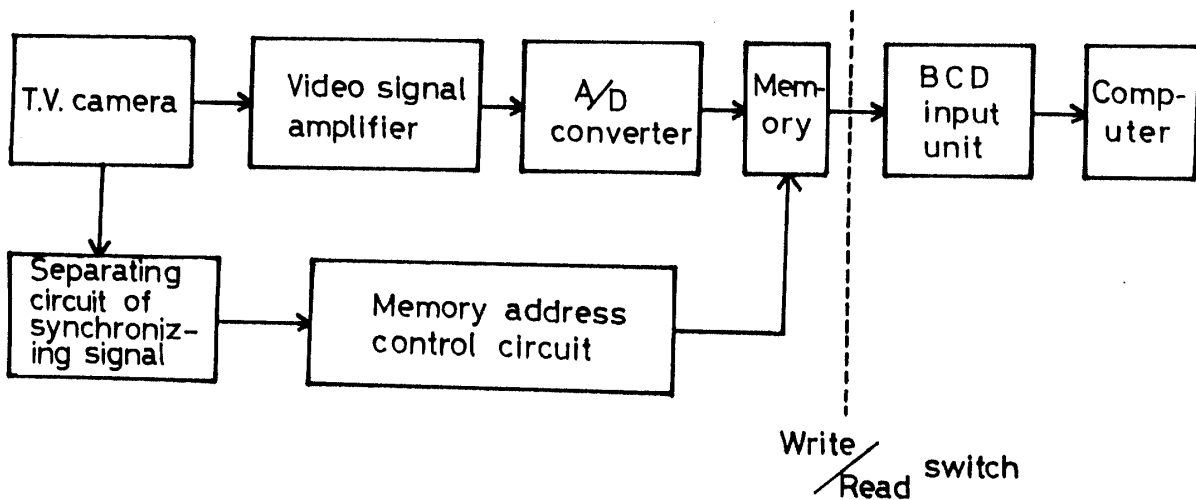 T.V. camera
Video signal
amplifier
A/D
converter
Mem-
ory
BCD
input
unit
Comp-
uter
Separating
circuit of
synchroniz-
ing signal
Memory address
control circuit
Write
/Read switch